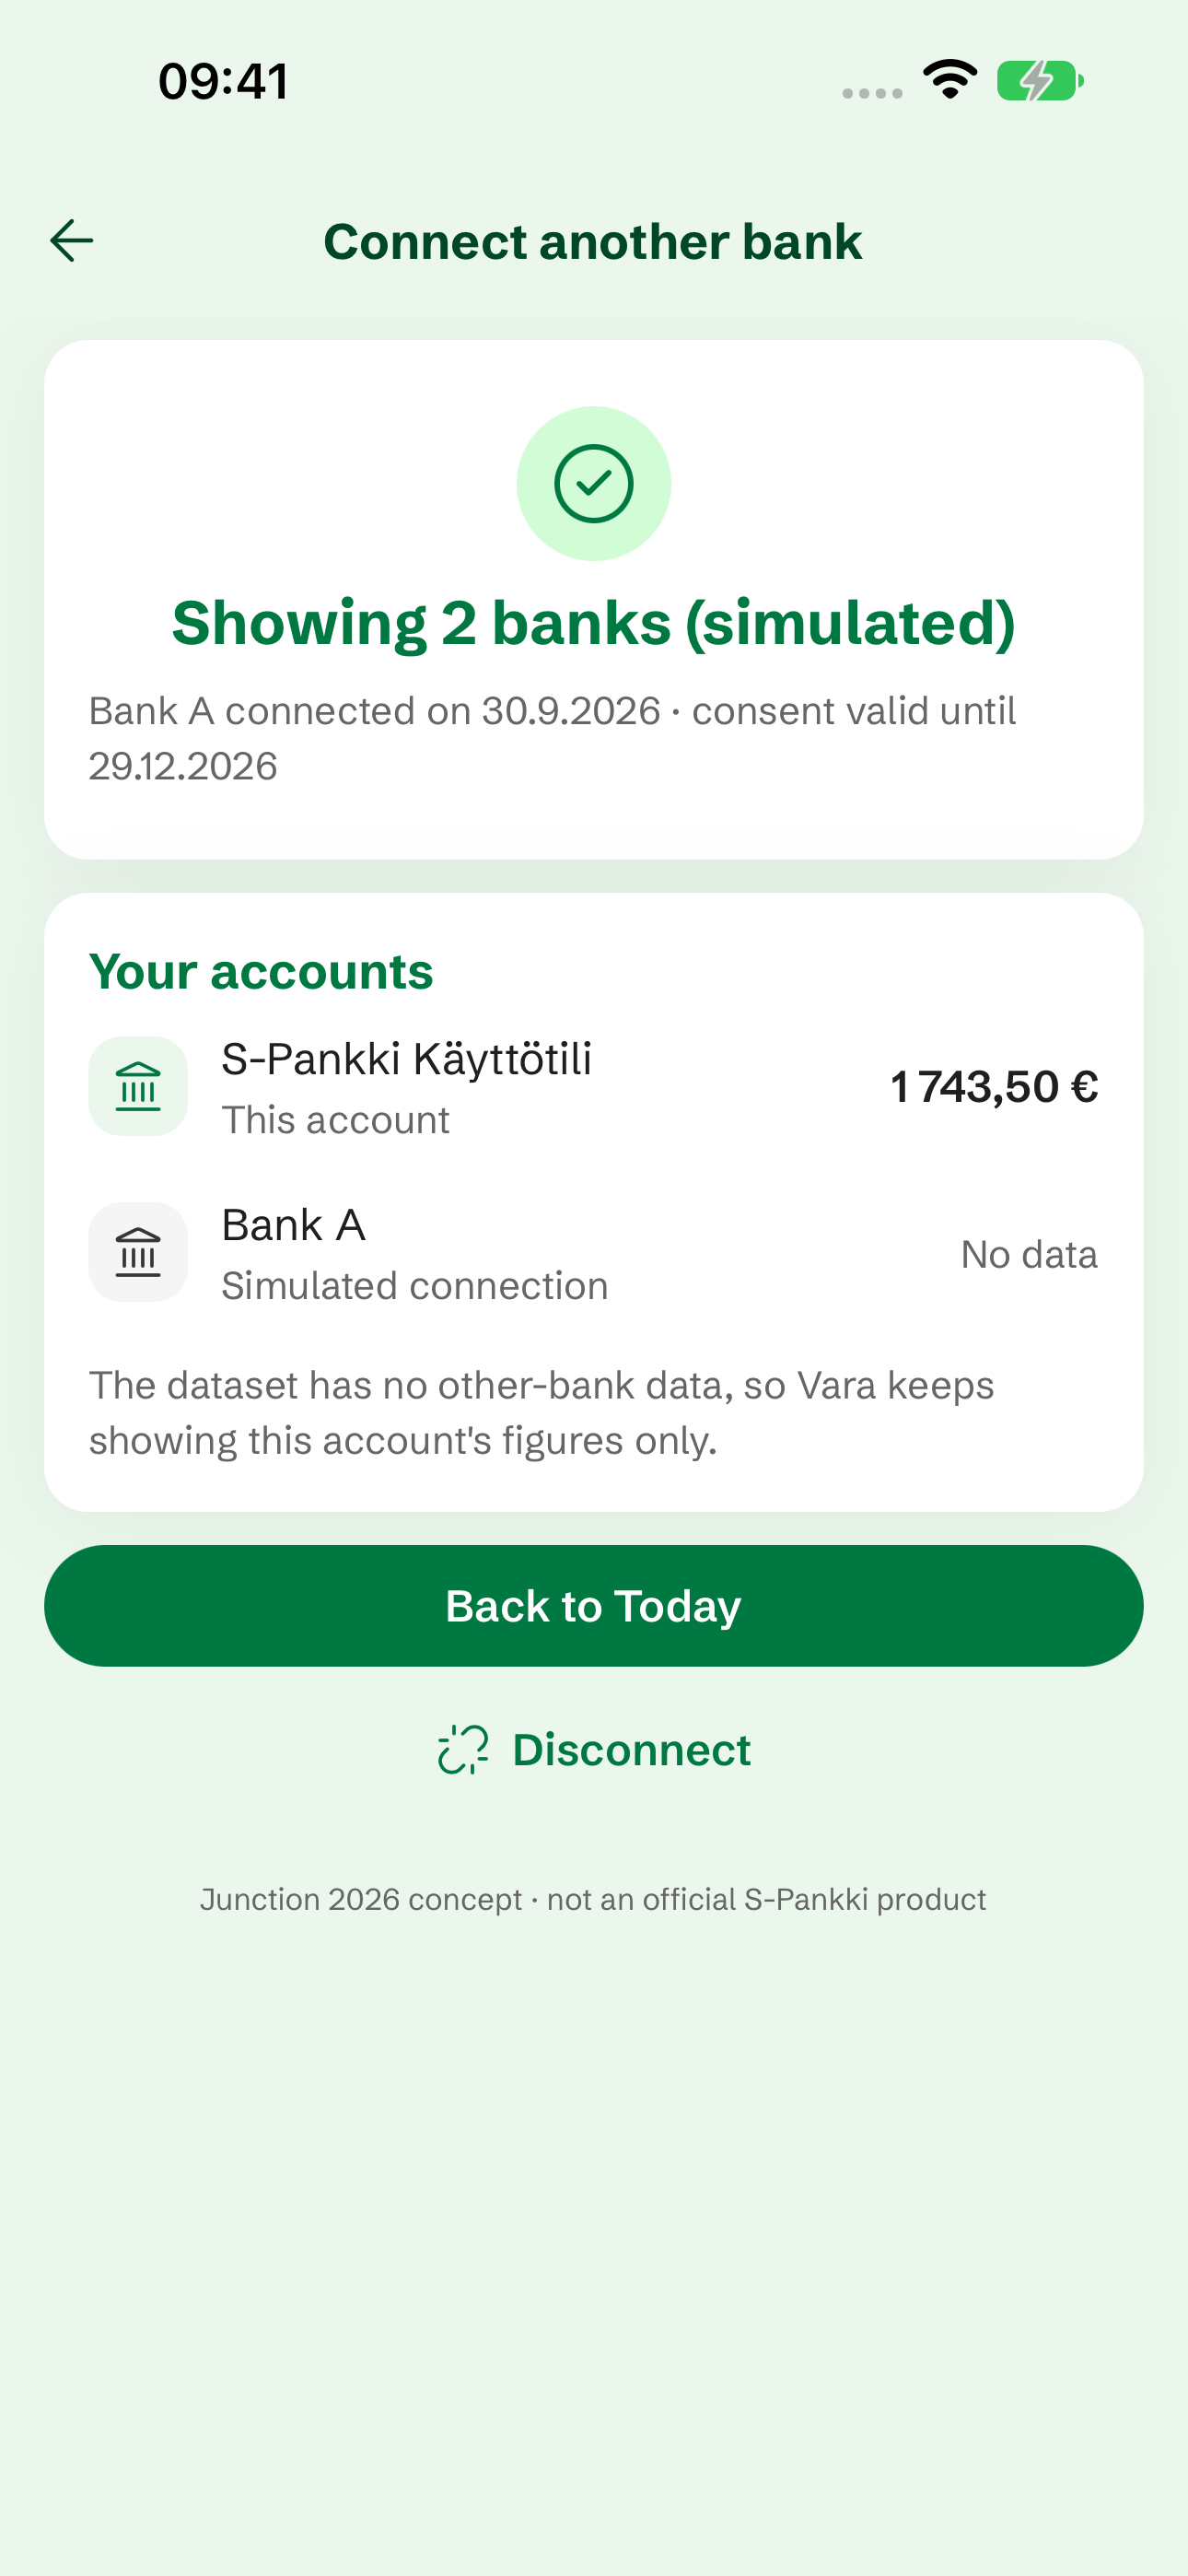 09:41
Connect another bank
Showing 2 banks (simulated)
Bank A connected on 30.9.2026 · consent valid until
29.12.2026
Your accounts
S-Pankki Käyttötili
This account
1 743,50 €
Bank A
Simulated connection
No data
The dataset has no other-bank data, so Vara keeps
showing this account's figures only.
Back to Today
Disconnect
Junction 2026 concept · not an official S-Pankki product